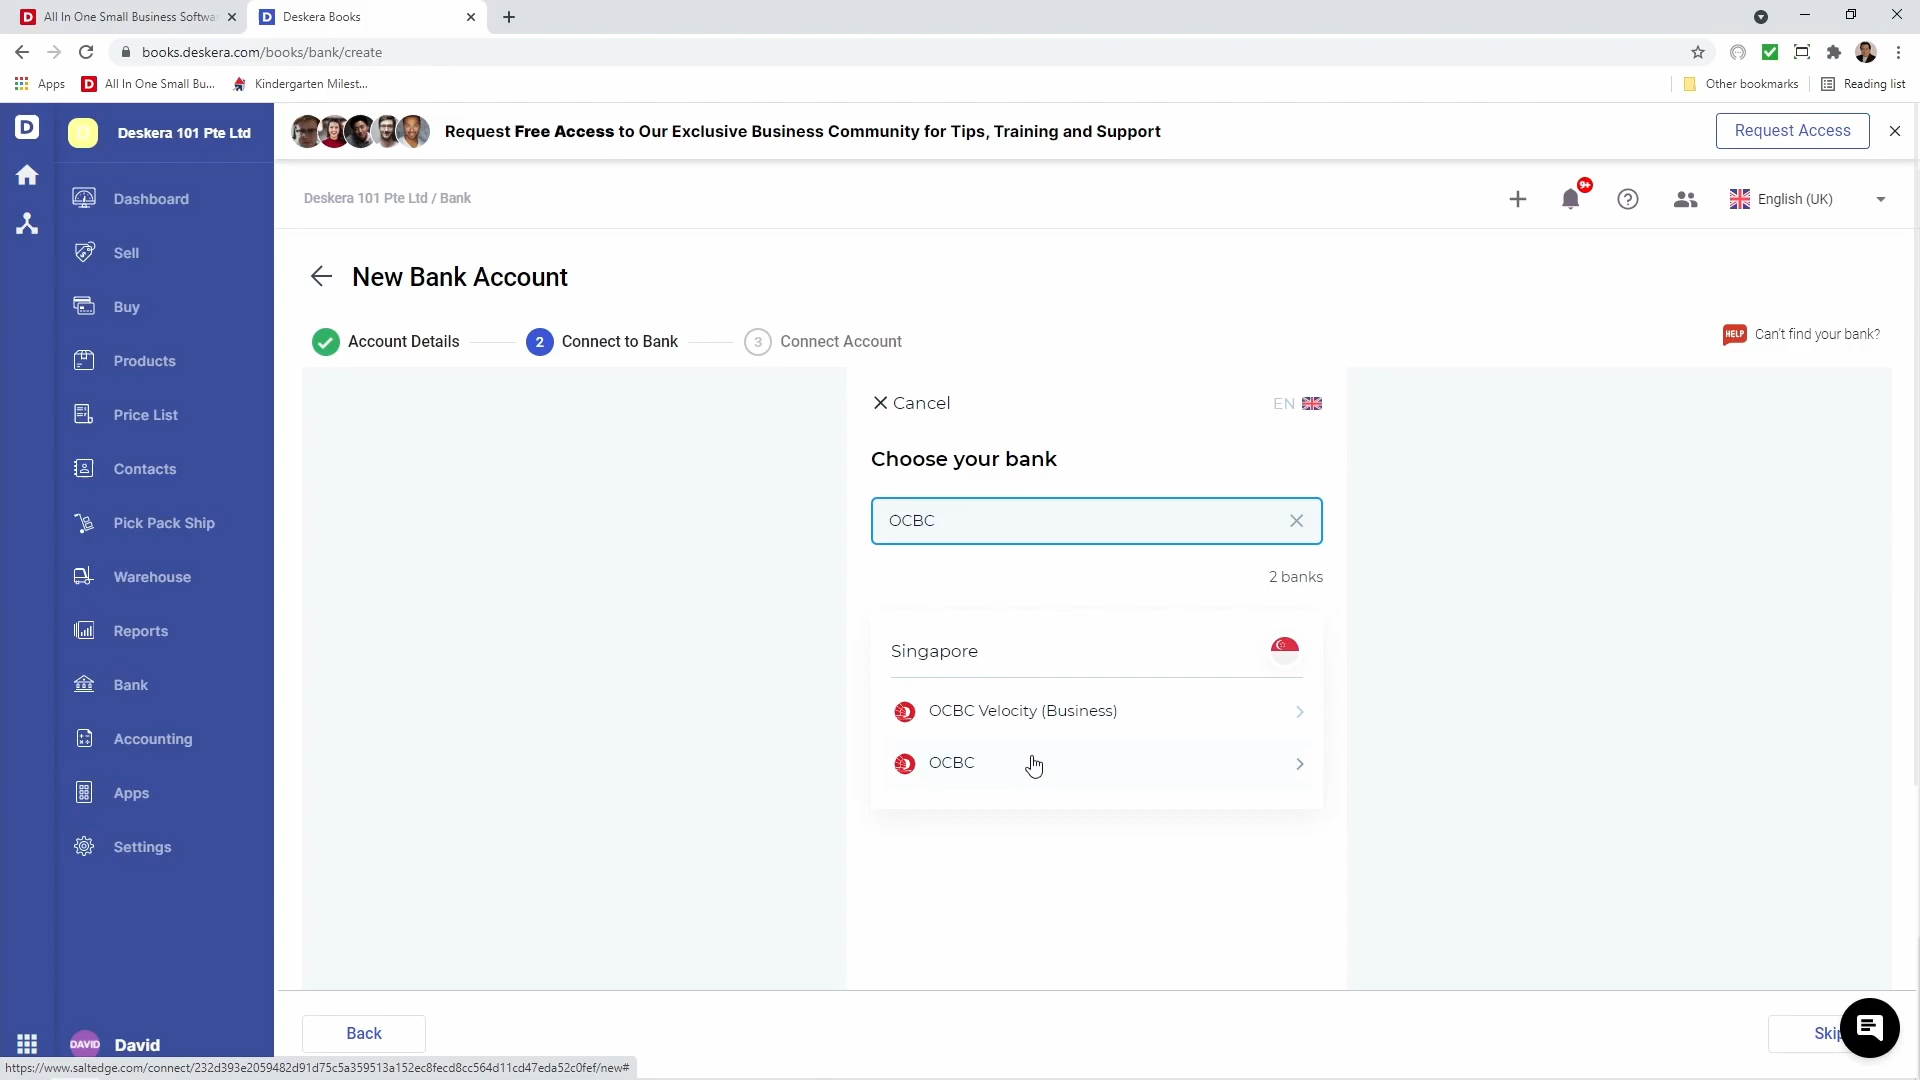 All In One Small Business Softwa
Deskera Books
books.deskera.com/books/bank/create
Apps
All In One Small Bu...
Kindergarten Milest...
Other bookmarks
Reading list
D
Deskera 101 Pte Ltd
Request Free Access to Our Exclusive Business Community for Tips, Training and Support
Request Access
Dashboard
Sell
Buy
Products
Price List
Contacts
Pick Pack Ship
Warehouse
Reports
Bank
Accounting
Apps
Settings
DAVID
David
Deskera 101 Pte Ltd / Bank
9+
English (UK)
New Bank Account
Account Details
2
Connect to Bank
3
Connect Account
HELP
Can't find your bank?
Cancel
EN
Choose your bank
OCBC
2 banks
Singapore
OCBC Velocity (Business)
OCBC
Back
Skip
https://www.saltedge.com/connect/232d393e2059482d91d75c5a359513a152ec8fecd8cc564d11cd47eda52c0fef/new#